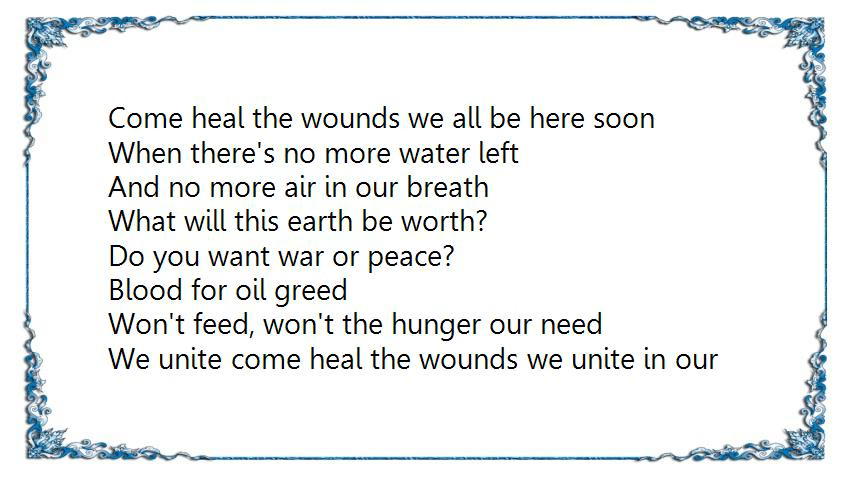 Come heal the wounds we all be here soon
When there's no more water left
And no more air in our breath
What will this earth be worth?
Do you want war or peace?
Blood for oil greed
Won't feed, won't the hunger our need
We unite come heal the wounds we unite in our